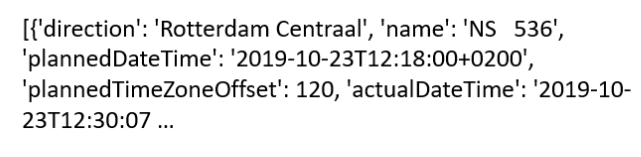 [{'direction': 'Rotterdam Centraal', 'name': 'NS   536',
'plannedDateTime': '2019-10-23T12:18:00+0200',
'plannedTimeZoneOffset': 120, 'actualDateTime': '2019-10-
23T12:30:07 ...